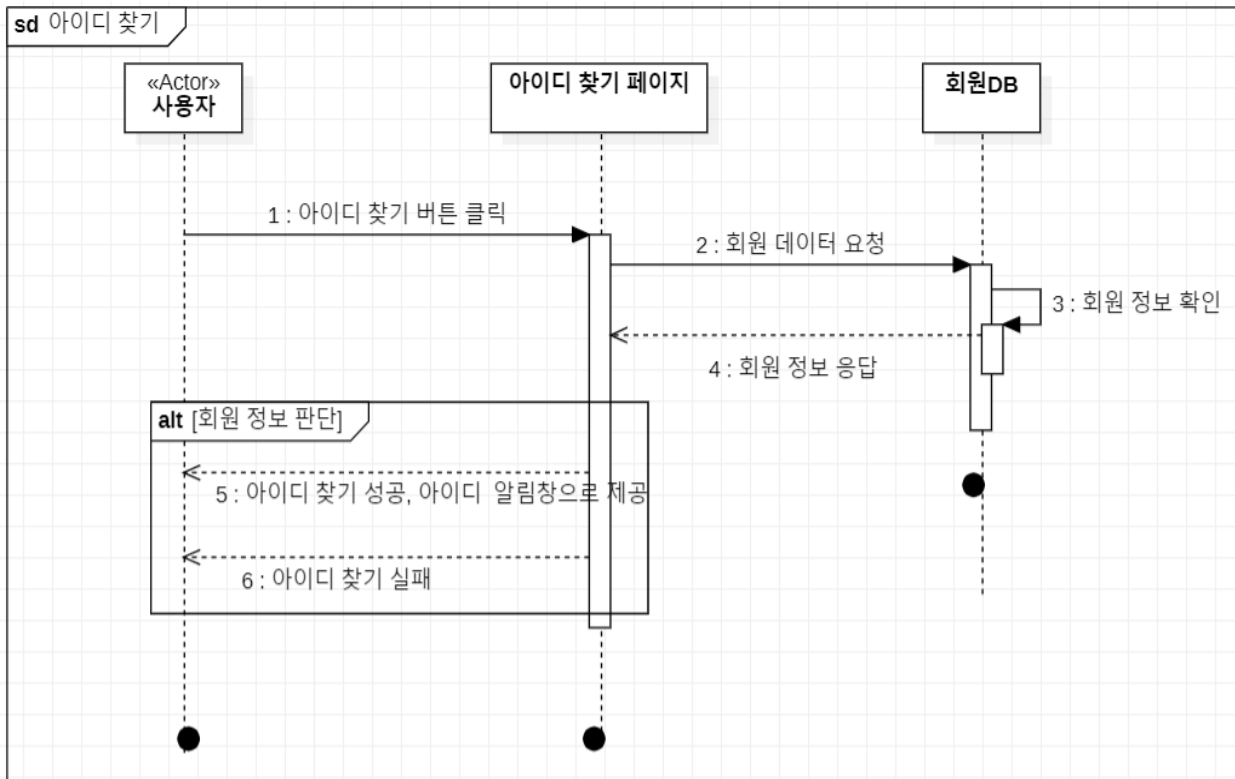 sd 아이디 찾기
«Actor»
사용자
아이디 찾기 페이지
회원DB
1 : 아이디 찾기 버튼 클릭
2 : 회원 데이터 요청
3 : 회원 정보 확인
4 : 회원 정보 응답
alt [회원 정보 판단]
5 : 아이디 찾기 성공, 아이디 알림창으로 제공
6 : 아이디 찾기 실패